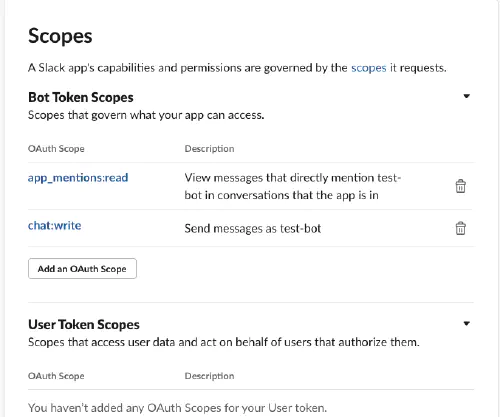 Scopes
A Slack app's capabilities and permissions are governed by the scopes it requests.
Bot Token Scopes
Scopes that govern what your app can access.
OAuth Scope Description
app_mentions:read View messages that directly mention test-
bot in conversations that the app is in
chat:write Send messages as test-bot
Add an OAuth Scope
User Token Scopes
Scopes that access user data and act on behalf of users that authorize them.
OAuth Scope Description
You haven't added any OAuth Scopes for your User token.